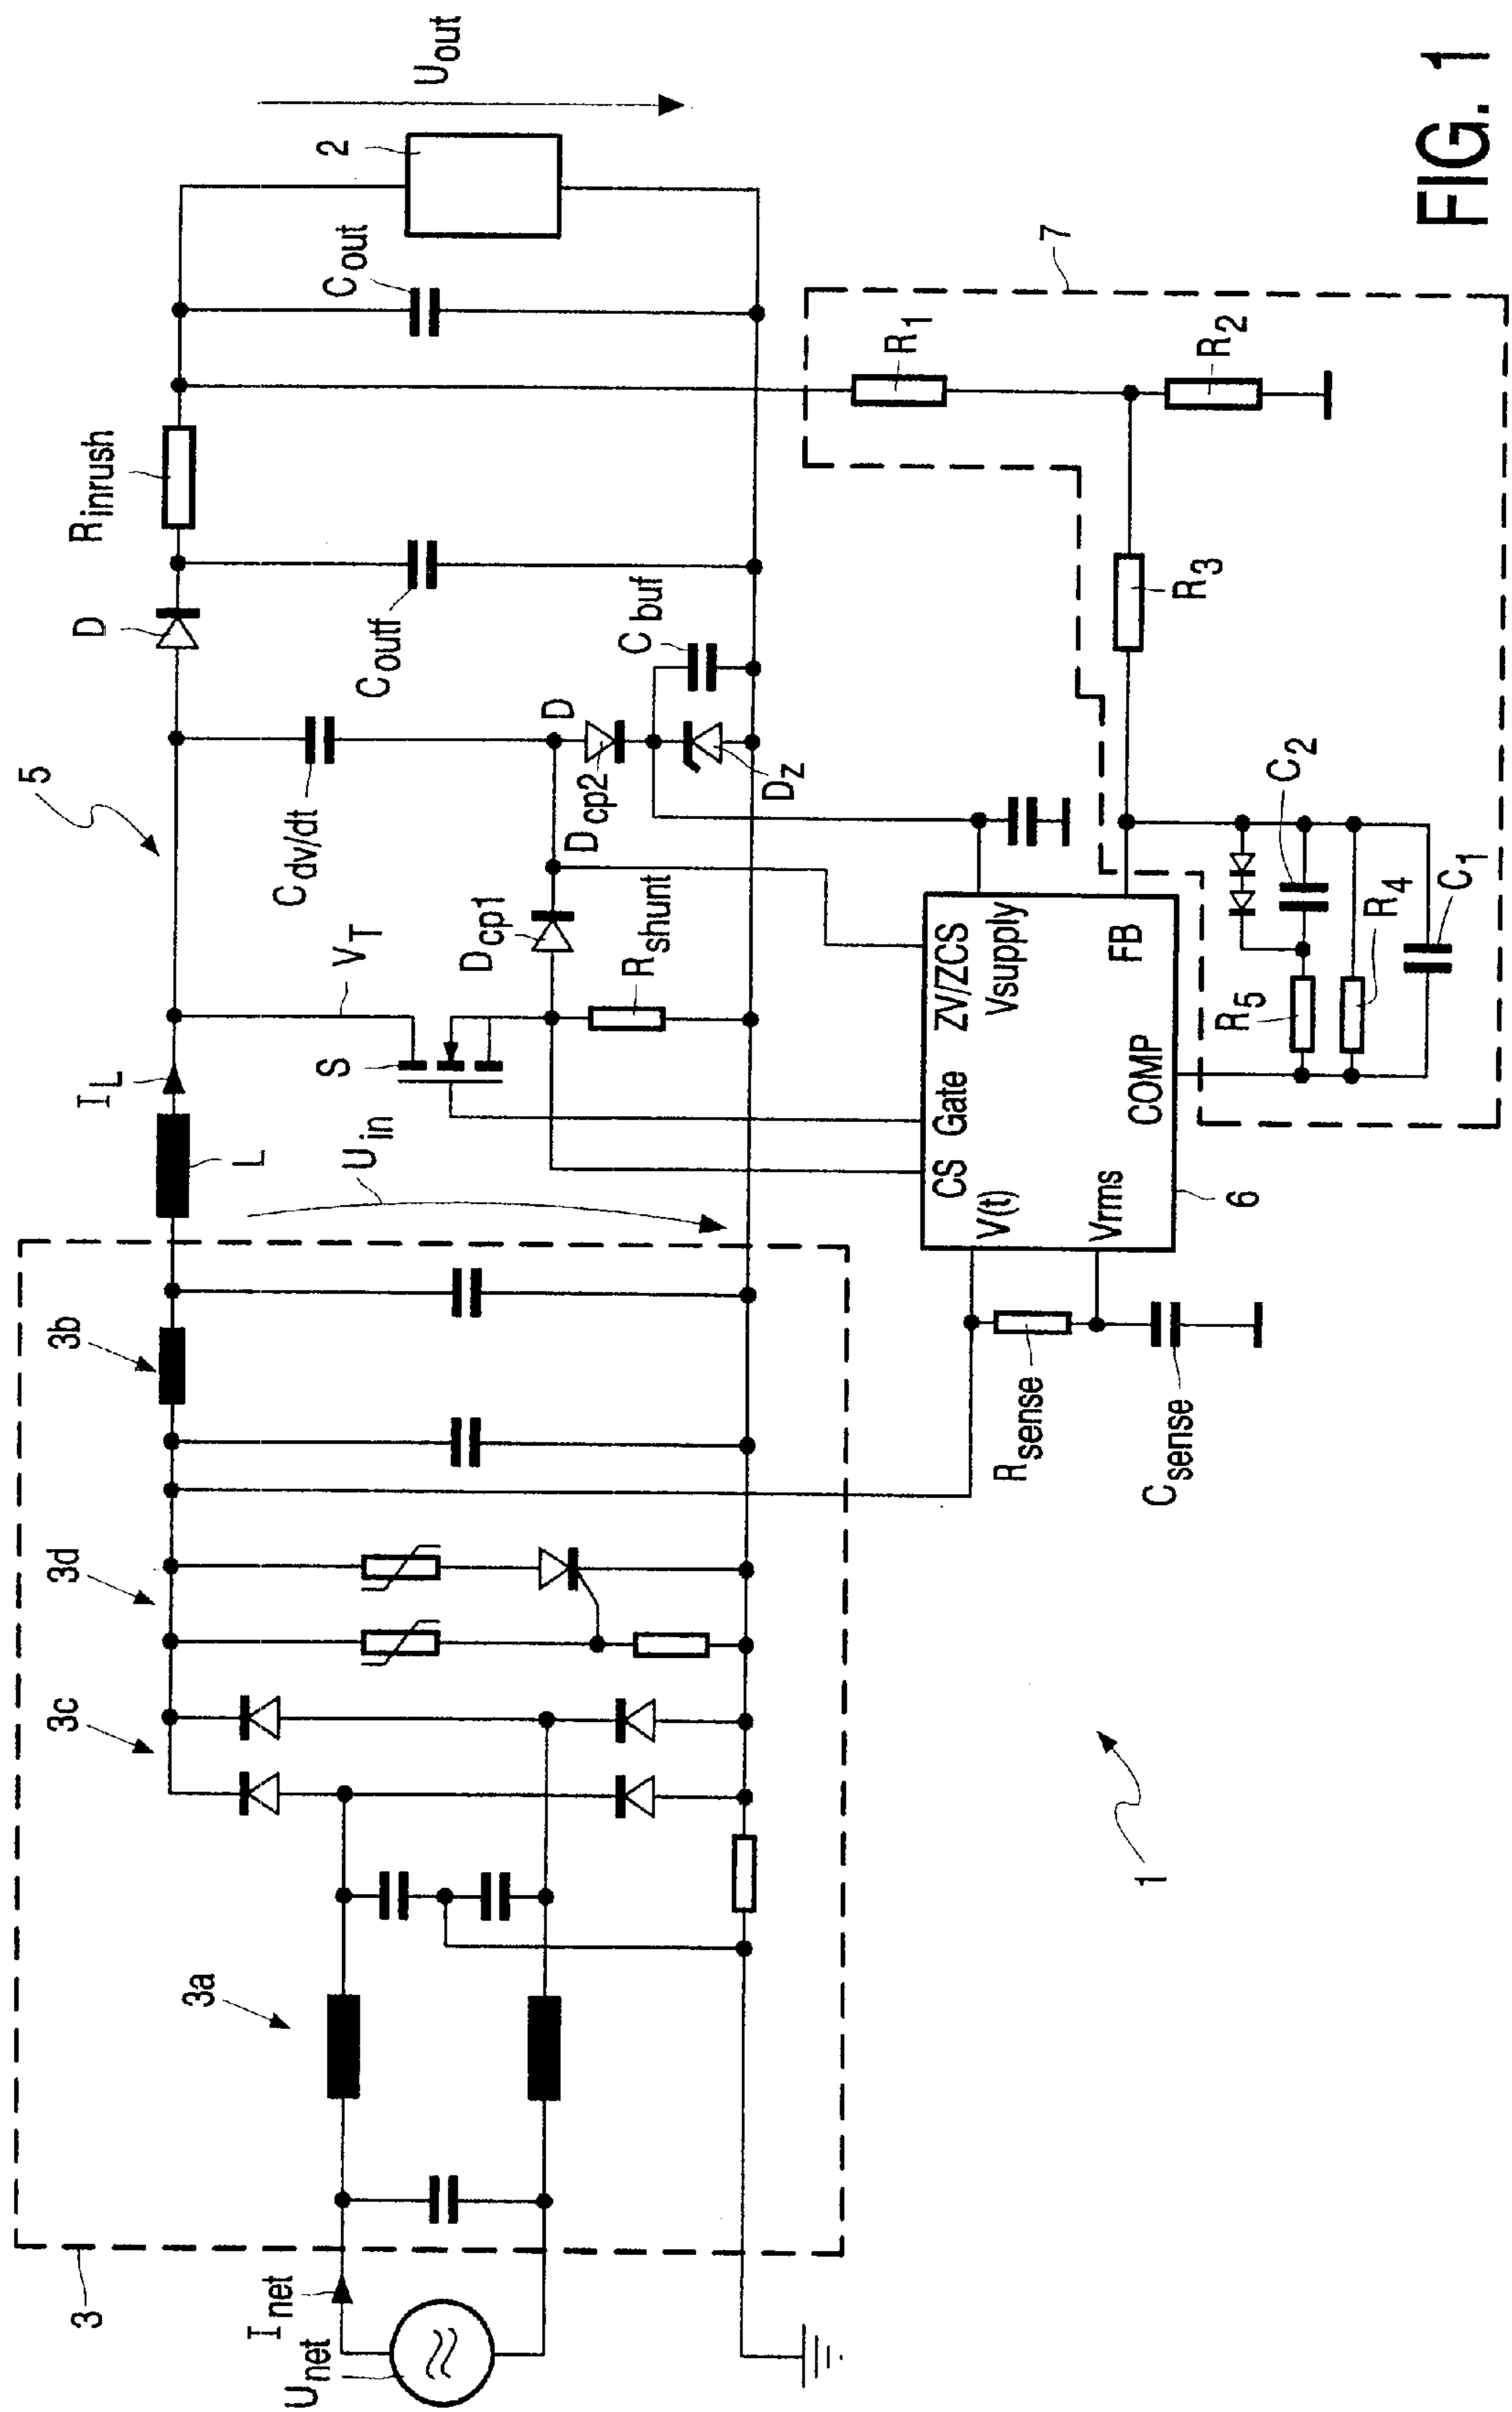 3
3a
3c
3d
3b
5
U_net
I_net
U_in
L
I_L
V_T
S
D_cp1
R_shunt
C_dv/dt
D
D_cp2
D_Z
C_buf
D
C_outf
R_inrush
C_out
2
U_out
R_sense
C_sense
V(t)
CS
Gate
ZV/ZCS
Vsupply
Vrms
COMP
FB
6
7
R_1
R_2
R_3
C_2
R_5
R_4
C_1
1
FIG. 1